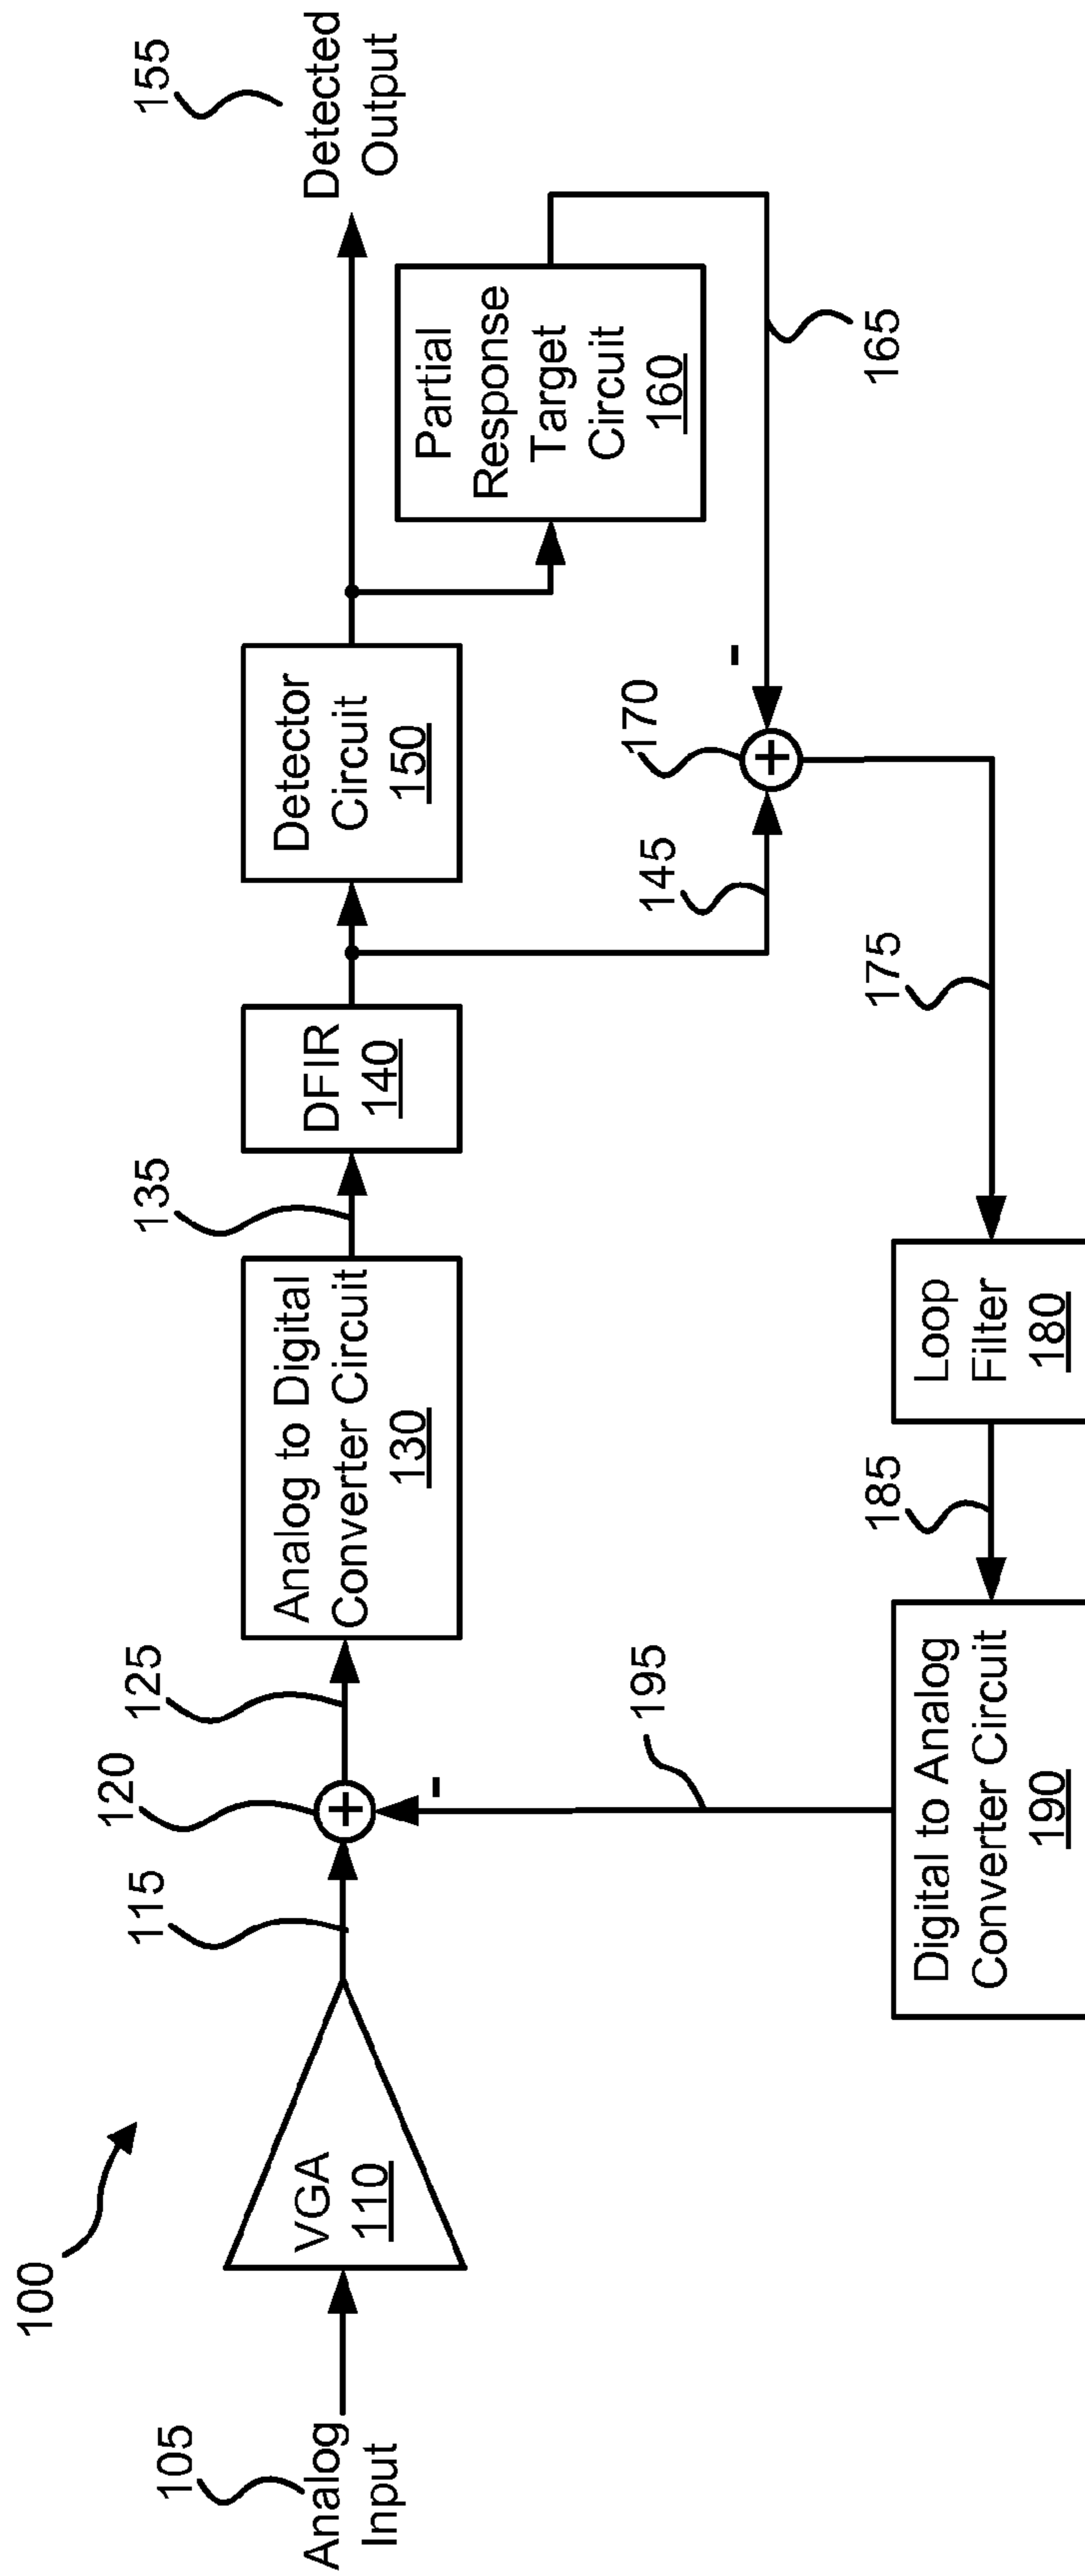 100
105
Analog
Input
VGA
110
115
120
125
Analog to Digital
Converter Circuit
130
135
DFIR
140
Detector
Circuit
150
155
Detected
Output
Partial
Response
Target
Circuit
160
-
165
170
+
145
175
Loop
Filter
180
185
Digital to Analog
Converter Circuit
190
195
-
+